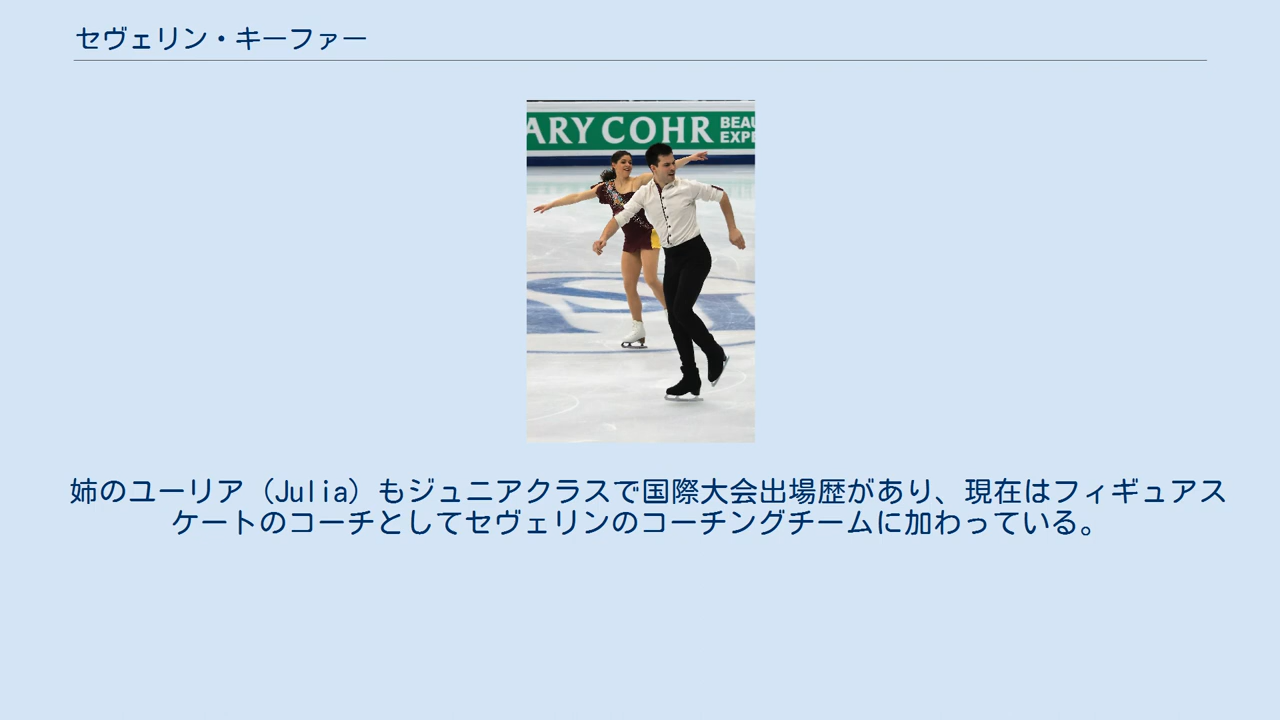 セヴェリン・キーファー
ARY COHR
BEAU
EXPE
姉のユーリア（Julia）もジュニアクラスで国際大会出場歴があり、現在はフィギュアス
ケートのコーチとしてセヴェリンのコーチングチームに加わっている。